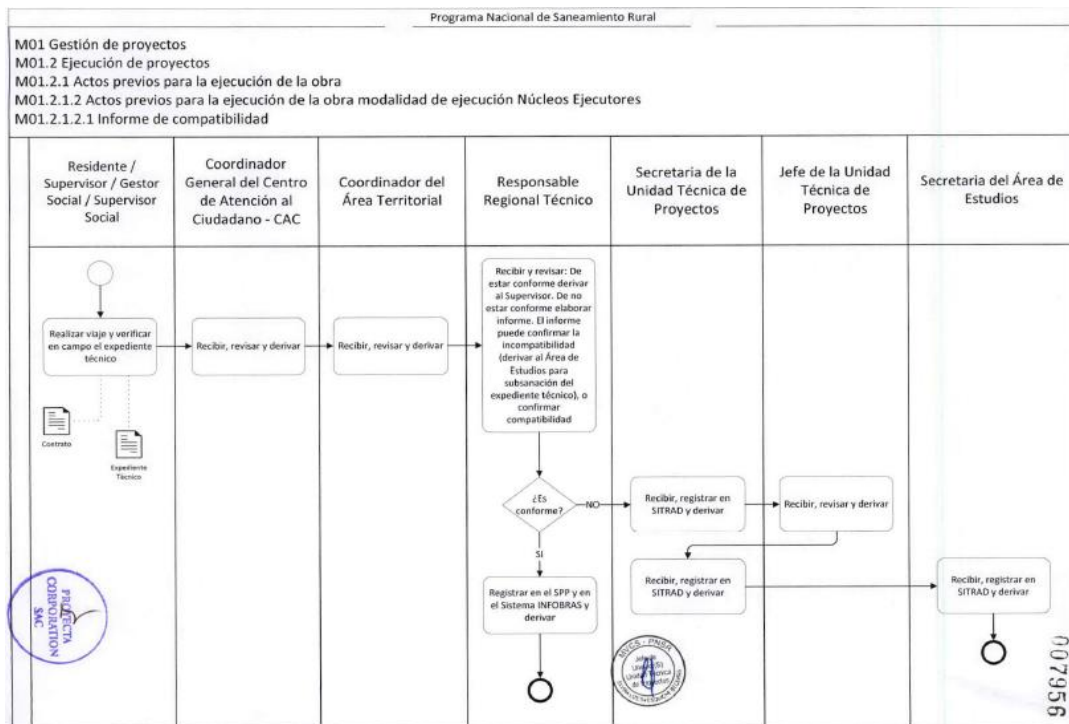 Programa Nacional de Saneamiento Rural
M01 Gestión de proyectos
M01.2 Ejecución de proyectos
M01.2.1 Actos previos para la ejecución de la obra
M01.2.1.2 Actos previos para la ejecución de la obra modalidad de ejecución Núcleos Ejecutores
M01.2.1.2.1 Informe de compatibilidad
Residente /
Supervisor / Gestor
Social / Supervisor
Social
Coordinador
General del Centro
de Atención al
Ciudadano - CAC
Coordinador del
Área Territorial
Responsable
Regional Técnico
Secretaria de la
Unidad Técnica de
Proyectos
Jefe de la Unidad
Técnica de
Proyectos
Secretaria del Área de
Estudios
Realizar viaje y verificar
en campo el expediente
técnico
Contrato
Expediente
Técnico
Recibir, revisar y derivar
Recibir, revisar y derivar
Recibir y revisar: De
estar conforme derivar
al Supervisor. De no
estar conforme elaborar
informe. El informe
puede confirmar la
incompatibilidad
(derivar al Área de
Estudios para
subsanación del
expediente técnico), o
confirmar
compatibilidad
¿Es
conforme?
NO
SI
Recibir, registrar en
SITRAD y derivar
Recibir, revisar y derivar
Registrar en el SPP y en
el Sistema INFOBRAS y
derivar
Recibir, registrar en
SITRAD y derivar
Recibir, registrar en
SITRAD y derivar
PROYECTA
CORPORATION
SAC
MVCS - PNSR
Jefe de
Unidad
Unidad Técnica
de Proyectos
007956